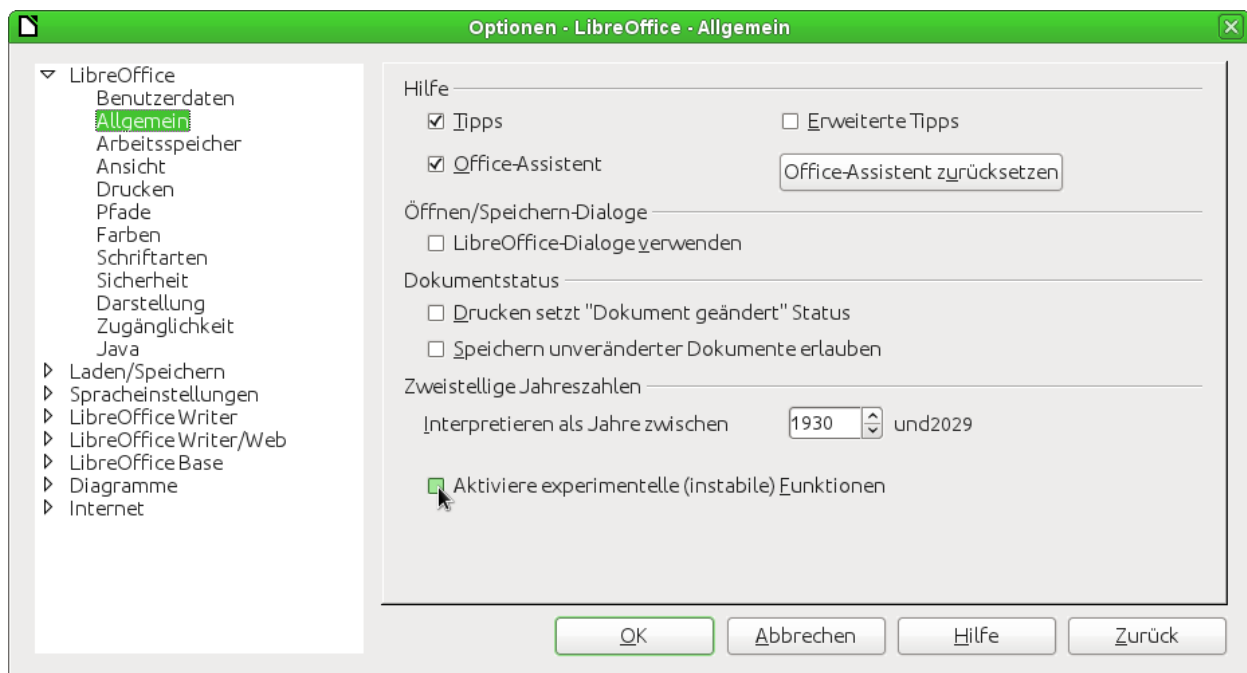 Optionen - LibreOffice - Allgemein
LibreOffice
Benutzerdaten
Allgemein
Arbeitsspeicher
Ansicht
Drucken
Pfade
Farben
Schriftarten
Sicherheit
Darstellung
Zugänglichkeit
Java
Laden/Speichern
Spracheinstellungen
LibreOffice Writer
LibreOffice Writer/Web
LibreOffice Base
Diagramme
Internet
Hilfe
Tipps
Erweiterte Tipps
Office-Assistent
Office-Assistent zurücksetzen
Öffnen/Speichern-Dialoge
LibreOffice-Dialoge verwenden
Dokumentstatus
Drucken setzt "Dokument geändert" Status
Speichern unveränderter Dokumente erlauben
Zweistellige Jahreszahlen
Interpretieren als Jahre zwischen 1930 und2029
Aktiviere experimentelle (instabile) Funktionen
OK Abbrechen Hilfe Zurück